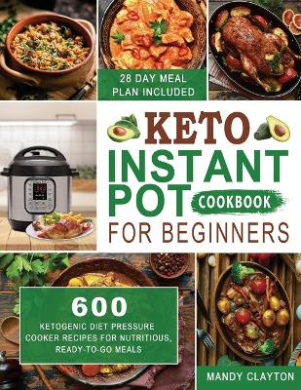 28 DAY MEAL
PLAN INCLUDED
KETO
INSTANT
POT
COOKBOOK
FOR BEGINNERS
600
KETOGENIC DIET PRESSURE
COOKER RECIPES FOR NUTRITIOUS,
READY-TO-GO MEALS
MANDY CLAYTON